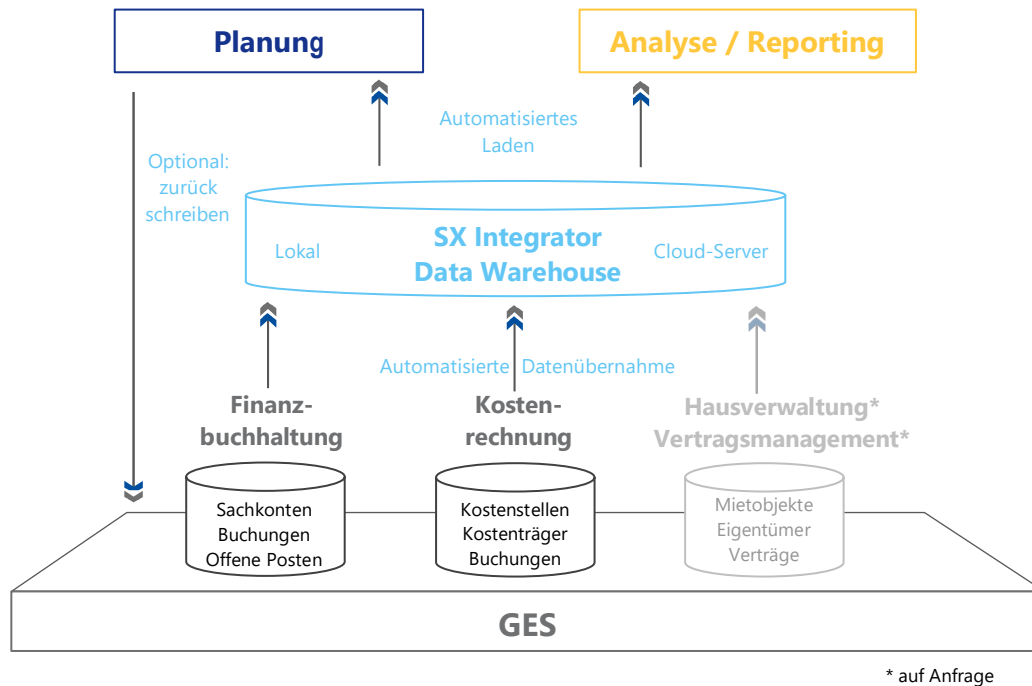 Planung
Analyse / Reporting
Automatisiertes
Laden
Optional:
zurück
schreiben
Lokal
SX Integrator
Data Warehouse
Cloud-Server
Automatisierte Datenübernahme
Finanz-
buchhaltung
Kosten-
rechnung
Hausverwaltung*
Vertragsmanagement*
Sachkonten
Buchungen
Offene Posten
Kostenstellen
Kostenträger
Buchungen
Mietobjekte
Eigentümer
Verträge
GES
* auf Anfrage